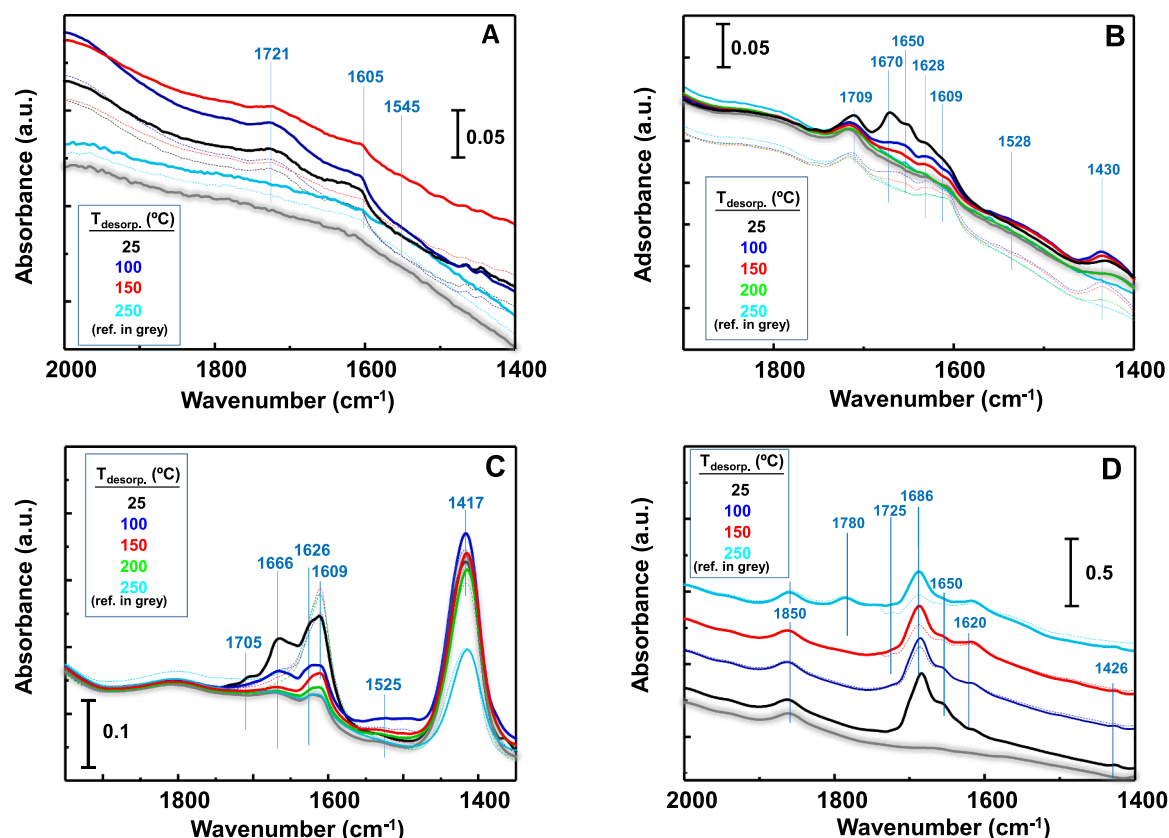 A
1721
1605
1545
0.05
Absorbance (a.u.)
Tdesorp. (ºC)
25
100
150
250
(ref. in grey)
2000
1800
1600
1400
Wavenumber (cm-1)
B
0.05
1650
1670
1628
1709
1609
1528
1430
Adsorbance (a.u.)
Tdesorp. (ºC)
25
100
150
200
250
(ref. in grey)
1800
1600
1400
Wavenumber (cm-1)
C
Tdesorp. (ºC)
25
100
150
200
250
(ref. in grey)
1417
1626
1666
1609
1705
1525
0.1
Absorbance (a.u.)
1800
1600
1400
Wavenumber (cm-1)
D
Tdesorp. (ºC)
25
100
150
250
(ref. in grey)
1686
1725
1780
0.5
1850
1650
1620
1426
Absorbance (a.u.)
2000
1800
1600
1400
Wavenumber (cm-1)